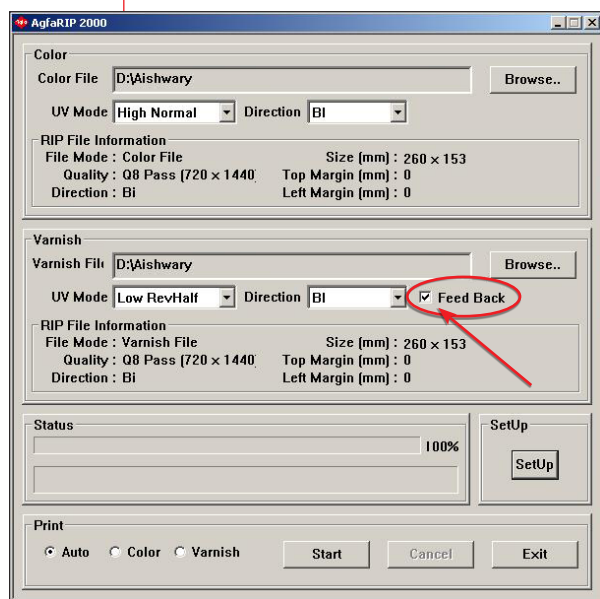 AgfaRIP 2000
Color
Color File D:\Aishwary Browse..
UV Mode High Normal Direction BI
RIP File Information
File Mode : Color File Size (mm) : 260 x 153
Quality : Q8 Pass (720 x 1440) Top Margin (mm) : 0
Direction : Bi Left Margin (mm) : 0
Varnish
Varnish File D:\Aishwary Browse..
UV Mode Low RevHalf Direction BI Feed Back
RIP File Information
File Mode : Varnish File Size (mm) : 260 x 153
Quality : Q8 Pass (720 x 1440) Top Margin (mm) : 0
Direction : Bi Left Margin (mm) : 0
Status SetUp
100%
SetUp
Print
Auto Color Varnish Start Cancel Exit